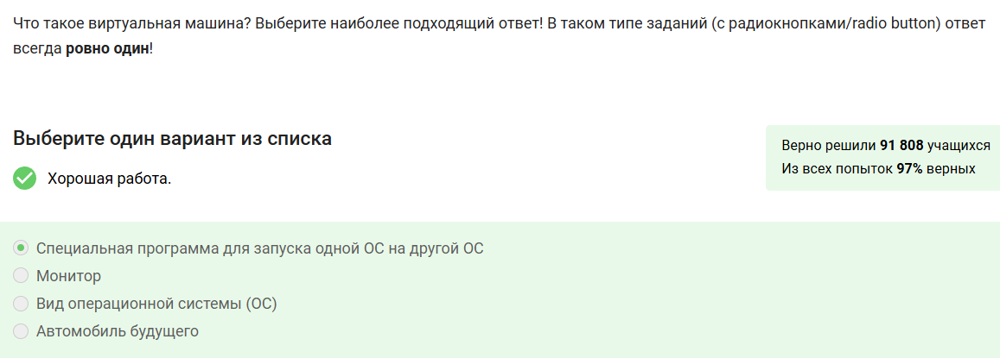 Что такое виртуальная машина? Выберите наиболее подходящий ответ! В таком типе заданий (с радиокнопками/radio button) ответ
всегда ровно один!
Выберите один вариант из списка
Хорошая работа.
Верно решили 91 808 учащихся
Из всех попыток 97% верных
Специальная программа для запуска одной ОС на другой ОС
Монитор
Вид операционной системы (ОС)
Автомобиль будущего